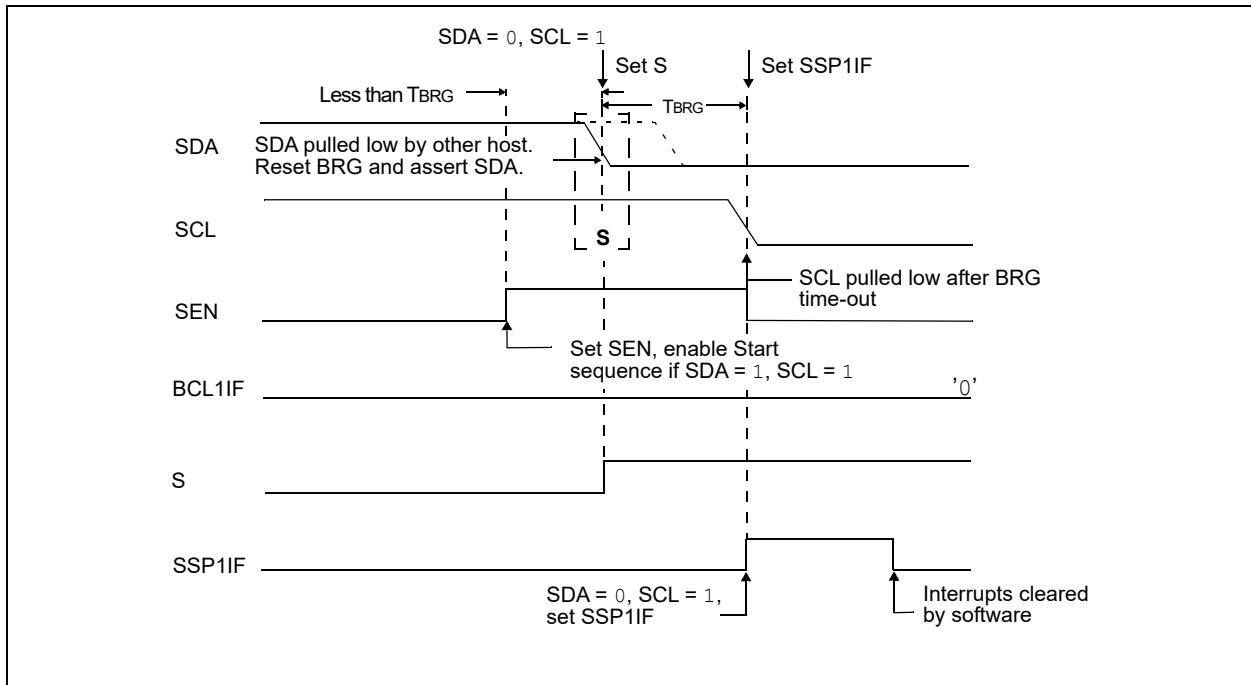 SDA = 0, SCL = 1
Set S
Set SSP1IF
Less than TBRG
TBRG
SDA
SDA pulled low by other host.
Reset BRG and assert SDA.
SCL
S
SCL pulled low after BRG
time-out
SEN
Set SEN, enable Start
sequence if SDA = 1, SCL = 1
BCL1IF
'0'
S
SSP1IF
SDA = 0, SCL = 1,
set SSP1IF
Interrupts cleared
by software